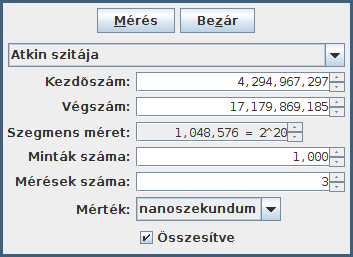 Mérés Bezár
Atkin szitája
Kezdőszám: 4,294,967,297
Végszám: 17,179,869,185
Szegmens méret: 1,048,576 = 2^20
Minták száma: 1,000
Mérések száma: 3
Mérték: nanoszekundum
Összesítve